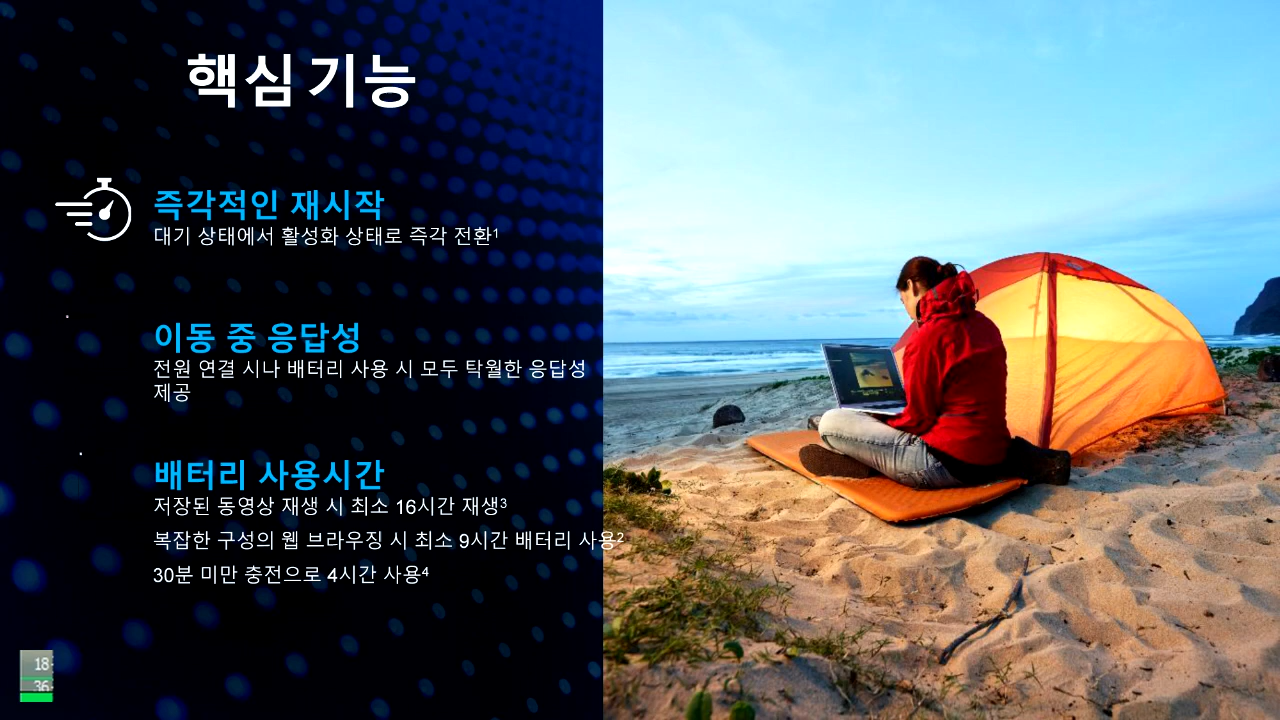 핵심 기능
즉각적인 재시작
대기 상태에서 활성화 상태로 즉각 전환¹
이동 중 응답성
전원 연결 시나 배터리 사용 시 모두 탁월한 응답성
제공
배터리 사용시간
저장된 동영상 재생 시 최소 16시간 재생³
복잡한 구성의 웹 브라우징 시 최소 9시간 배터리 사용²
30분 미만 충전으로 4시간 사용⁴
18
36